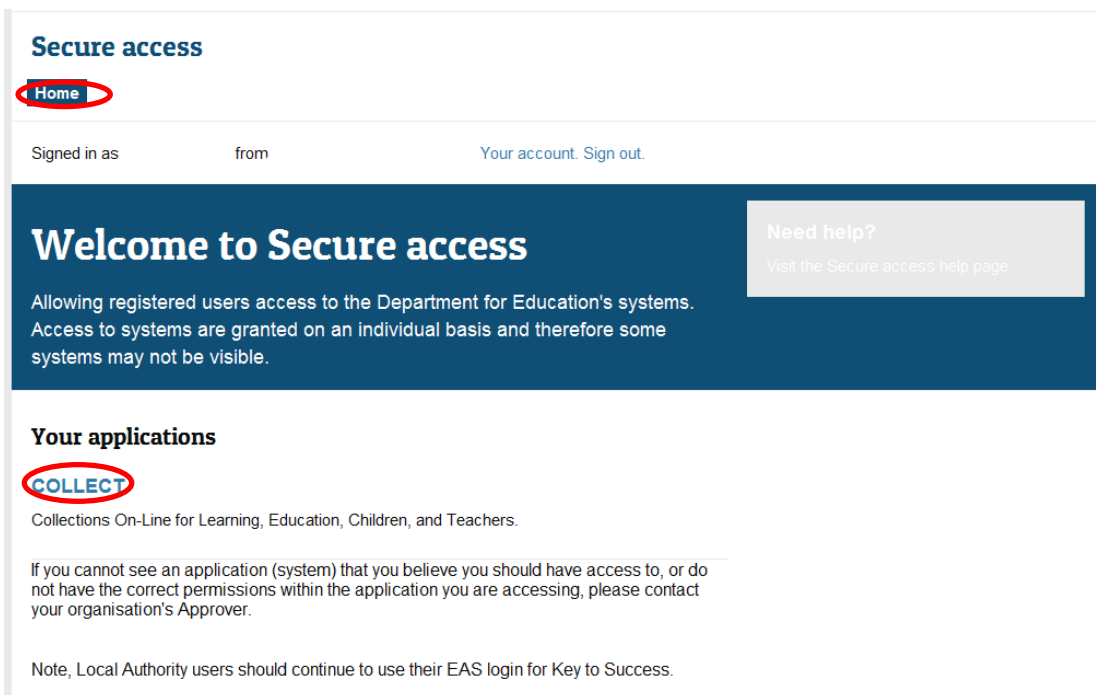 Secure access
Home
Signed in as from Your account. Sign out.
Welcome to Secure access
Need help?
Visit the Secure access help page
Allowing registered users access to the Department for Education's systems.
Access to systems are granted on an individual basis and therefore some
systems may not be visible.
Your applications
COLLECT
Collections On-Line for Learning, Education, Children, and Teachers.
If you cannot see an application (system) that you believe you should have access to, or do
not have the correct permissions within the application you are accessing, please contact
your organisation's Approver.
Note, Local Authority users should continue to use their EAS login for Key to Success.